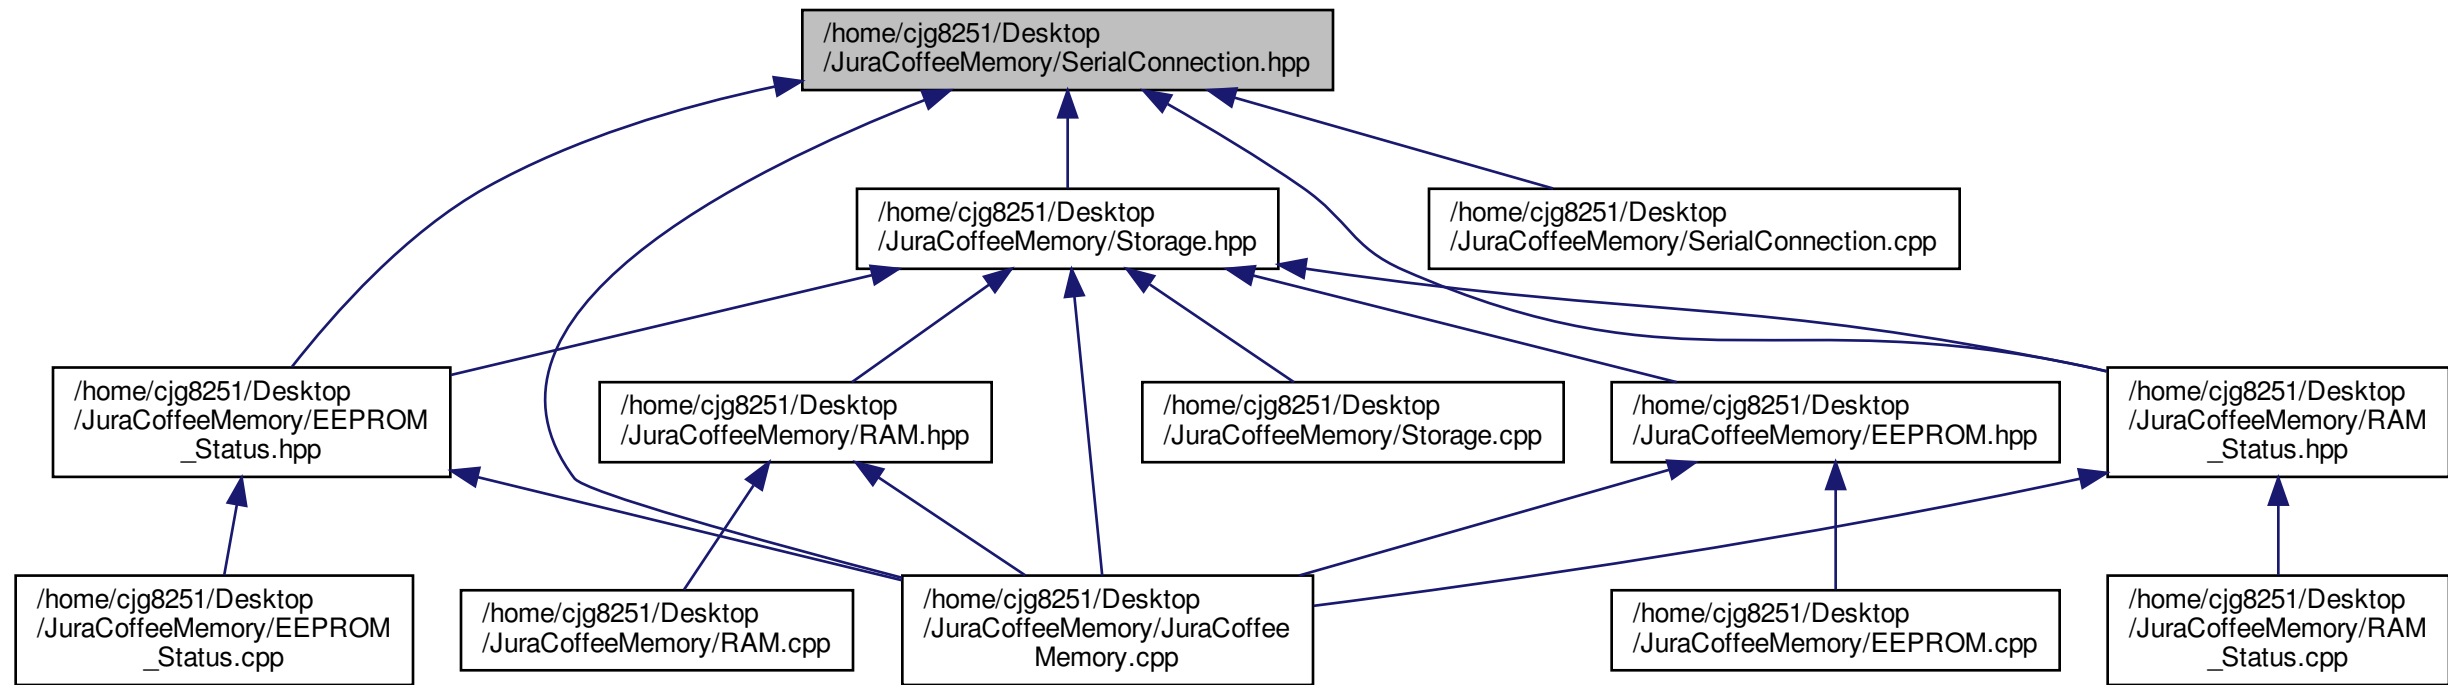 /home/cjg8251/Desktop
/JuraCoffeeMemory/SerialConnection.hpp
/home/cjg8251/Desktop
/JuraCoffeeMemory/Storage.hpp
/home/cjg8251/Desktop
/JuraCoffeeMemory/SerialConnection.cpp
/home/cjg8251/Desktop
/JuraCoffeeMemory/EEPROM
_Status.hpp
/home/cjg8251/Desktop
/JuraCoffeeMemory/RAM.hpp
/home/cjg8251/Desktop
/JuraCoffeeMemory/Storage.cpp
/home/cjg8251/Desktop
/JuraCoffeeMemory/EEPROM.hpp
/home/cjg8251/Desktop
/JuraCoffeeMemory/RAM
_Status.hpp
/home/cjg8251/Desktop
/JuraCoffeeMemory/EEPROM
_Status.cpp
/home/cjg8251/Desktop
/JuraCoffeeMemory/RAM.cpp
/home/cjg8251/Desktop
/JuraCoffeeMemory/JuraCoffee
Memory.cpp
/home/cjg8251/Desktop
/JuraCoffeeMemory/EEPROM.cpp
/home/cjg8251/Desktop
/JuraCoffeeMemory/RAM
_Status.cpp